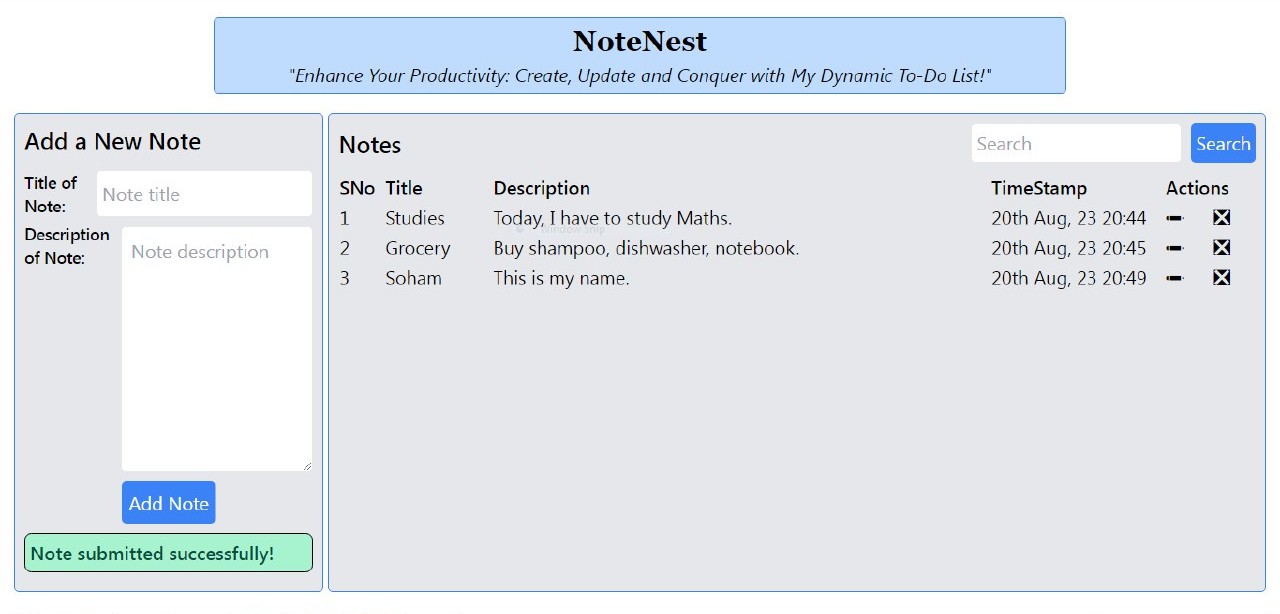 NoteNest
"Enhance Your Productivity: Create, Update and Conquer with My Dynamic To-Do List!"
Add a New Note
Title of
Note:
Note title
Description
of Note:
Note description
Add Note
Note submitted successfully!
Notes
Search
Search
SNo Title Description TimeStamp Actions
1 Studies Today, I have to study Maths. 20th Aug, 23 20:44
Window Snip
2 Grocery Buy shampoo, dishwasher, notebook. 20th Aug, 23 20:45
3 Soham This is my name. 20th Aug, 23 20:49